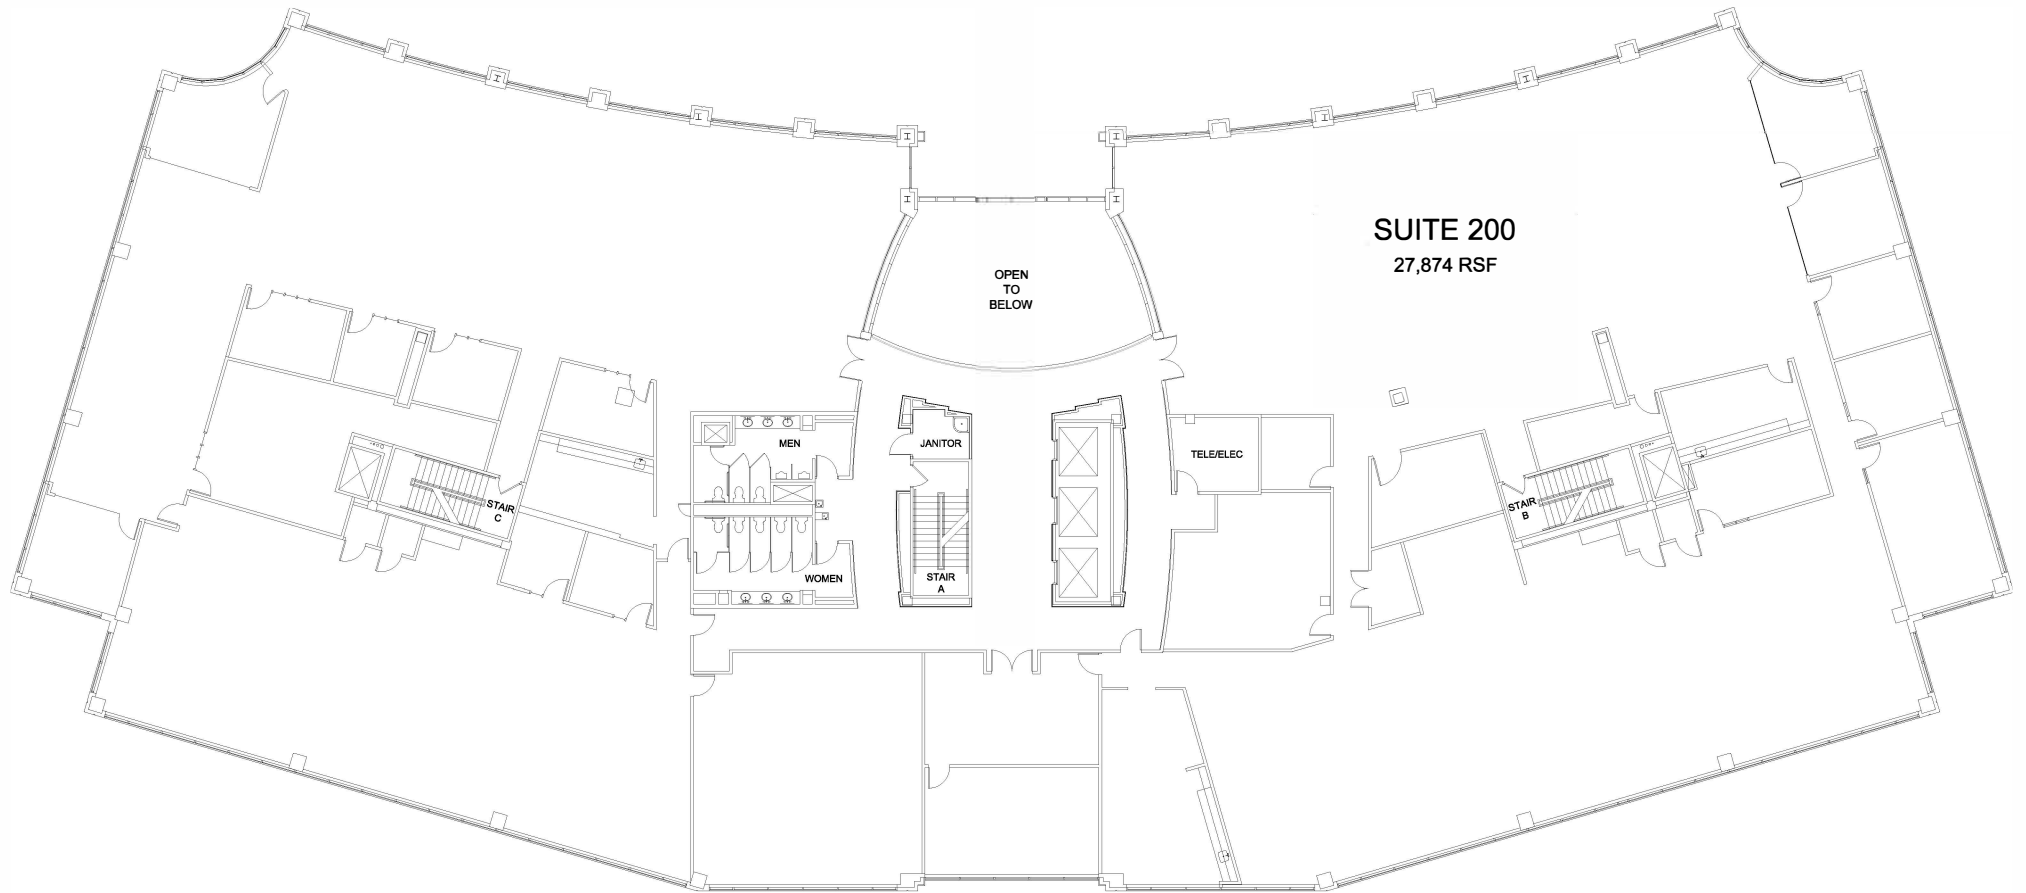 SUITE 200
27,874 RSF
OPEN
TO
BELOW
MEN
JANITOR
TELE/ELEC
STAIR
C
STAIR
B
WOMEN
STAIR
A